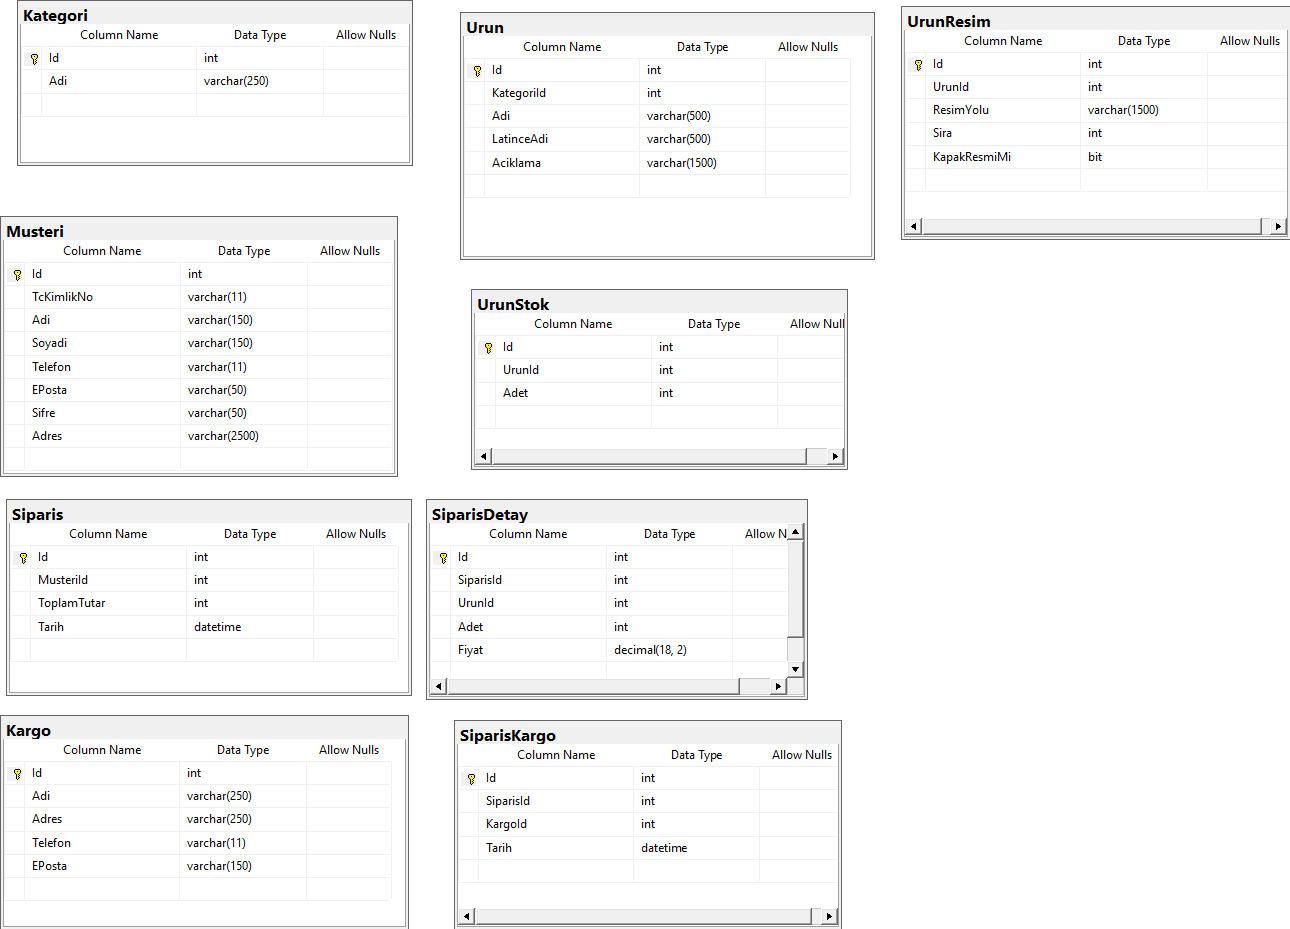 Kategori
Column Name Data Type Allow Nulls
Id int
Adi varchar(250)
Urun
Column Name Data Type Allow Nulls
Id int
KategoriId int
Adi varchar(500)
LatinceAdi varchar(500)
Aciklama varchar(1500)
UrunResim
Column Name Data Type Allow Nulls
Id int
UrunId int
ResimYolu varchar(1500)
Sira int
KapakResmiMi bit
Musteri
Column Name Data Type Allow Nulls
Id int
TcKimlikNo varchar(11)
Adi varchar(150)
Soyadi varchar(150)
Telefon varchar(11)
EPosta varchar(50)
Sifre varchar(50)
Adres varchar(2500)
UrunStok
Column Name Data Type Allow Null
Id int
UrunId int
Adet int
Siparis
Column Name Data Type Allow Nulls
Id int
MusteriId int
ToplamTutar int
Tarih datetime
SiparisDetay
Column Name Data Type Allow N
Id int
SiparisId int
UrunId int
Adet int
Fiyat decimal(18, 2)
Kargo
Column Name Data Type Allow Nulls
Id int
Adi varchar(250)
Adres varchar(250)
Telefon varchar(11)
EPosta varchar(150)
SiparisKargo
Column Name Data Type Allow Nulls
Id int
SiparisId int
KargoId int
Tarih datetime